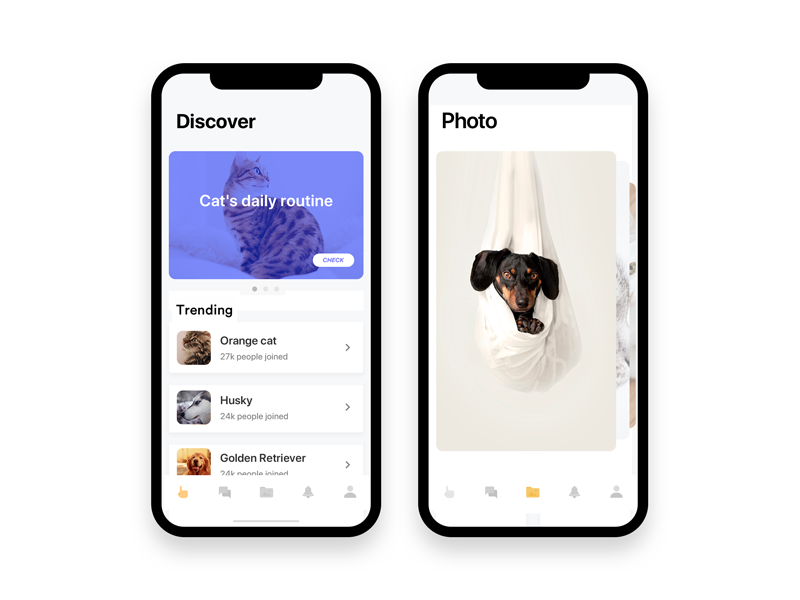 Discover
Cat's daily routine
CHECK
Trending
Orange cat
27k people joined
Husky
24k people joined
Golden Retriever
24k people joined
Photo